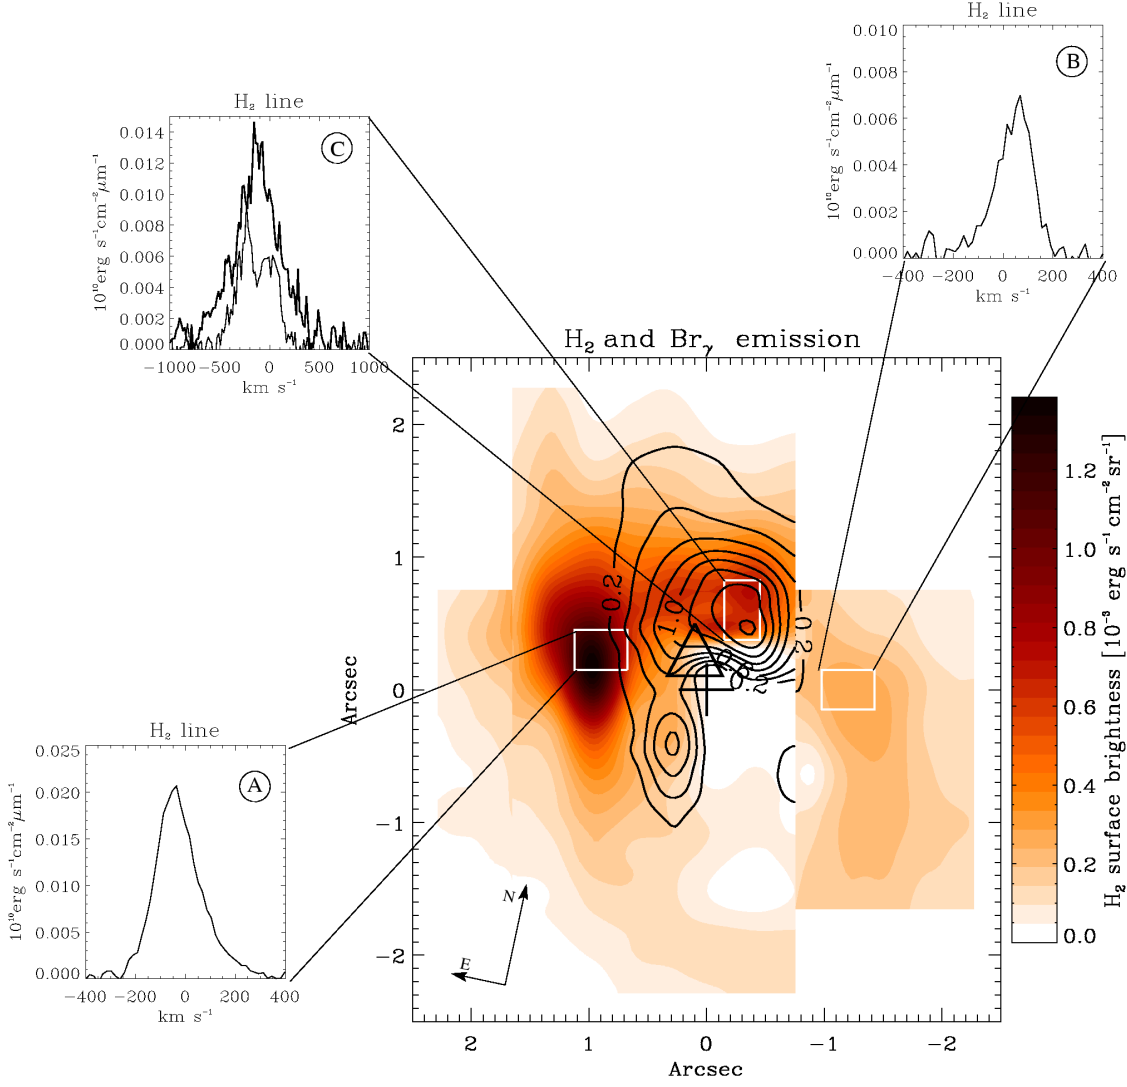 H₂ line
B
0.010
0.008
0.006
0.004
0.002
0.000
10¹⁰erg s⁻¹cm⁻²μm⁻¹
−400 −200 0 200 400
km s⁻¹
H₂ line
C
0.014
0.012
0.010
0.008
0.006
0.004
0.002
0.000
10¹⁰erg s⁻¹cm⁻²μm⁻¹
−1000 −500 0 500 1000
km s⁻¹
H₂ and Brᵧ emission
2
1
0
−1
−2
Arcsec
2 1 0 −1 −2
Arcsec
0.2
1.0
0.2
0.2
N
E
1.2
1.0
0.8
0.6
0.4
0.2
0.0
H₂ surface brightness [10⁻³ erg s⁻¹ cm⁻² sr⁻¹]
H₂ line
A
0.025
0.020
0.015
0.010
0.005
0.000
10¹⁰erg s⁻¹cm⁻²μm⁻¹
−400 −200 0 200 400
km s⁻¹